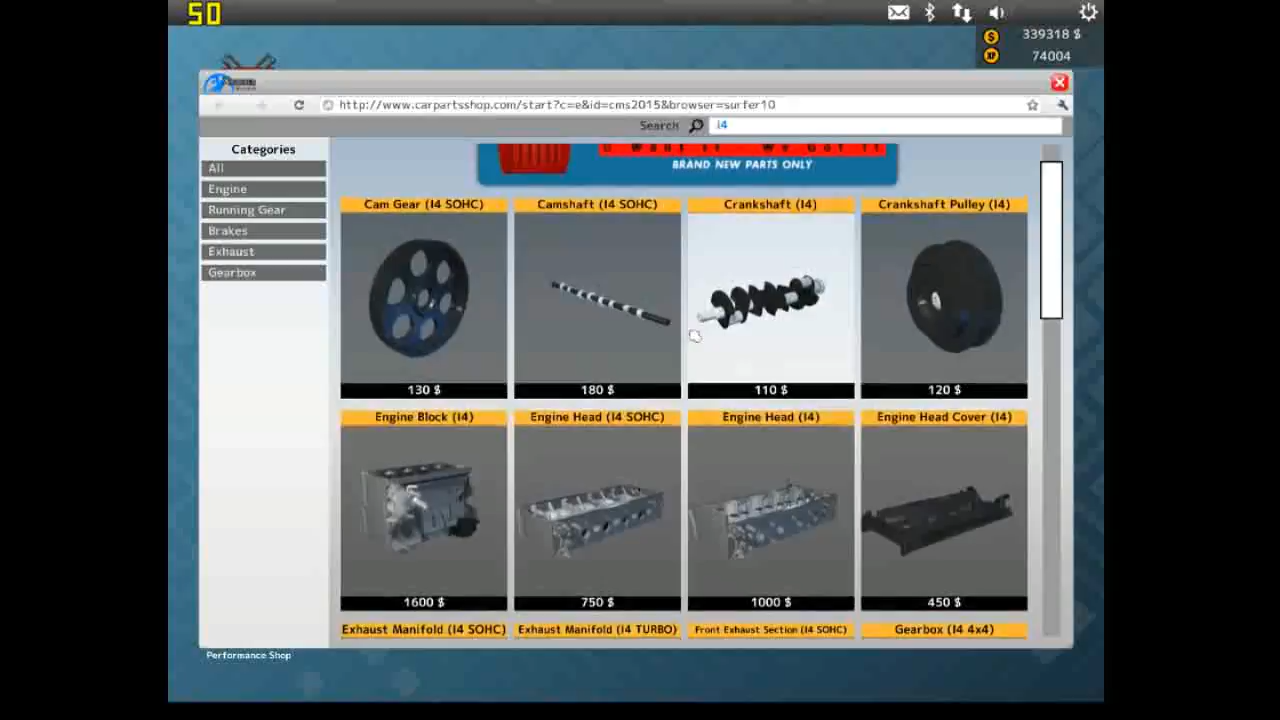 50
339318 $
XP
74004
http://www.carpartsshop.com/start?c=e&id=cms2015&browser=surfer10
Search i4
Categories
All
Engine
Running Gear
Brakes
Exhaust
Gearbox
BRAND NEW PARTS ONLY
Cam Gear (I4 SOHC)
Camshaft (I4 SOHC)
Crankshaft (I4)
Crankshaft Pulley (I4)
130 $
180 $
110 $
120 $
Engine Block (I4)
Engine Head (I4 SOHC)
Engine Head (I4)
Engine Head Cover (I4)
1600 $
750 $
1000 $
450 $
Exhaust Manifold (I4 SOHC)
Exhaust Manifold (I4 TURBO)
Front Exhaust Section (I4 SOHC)
Gearbox (I4 4x4)
Performance Shop